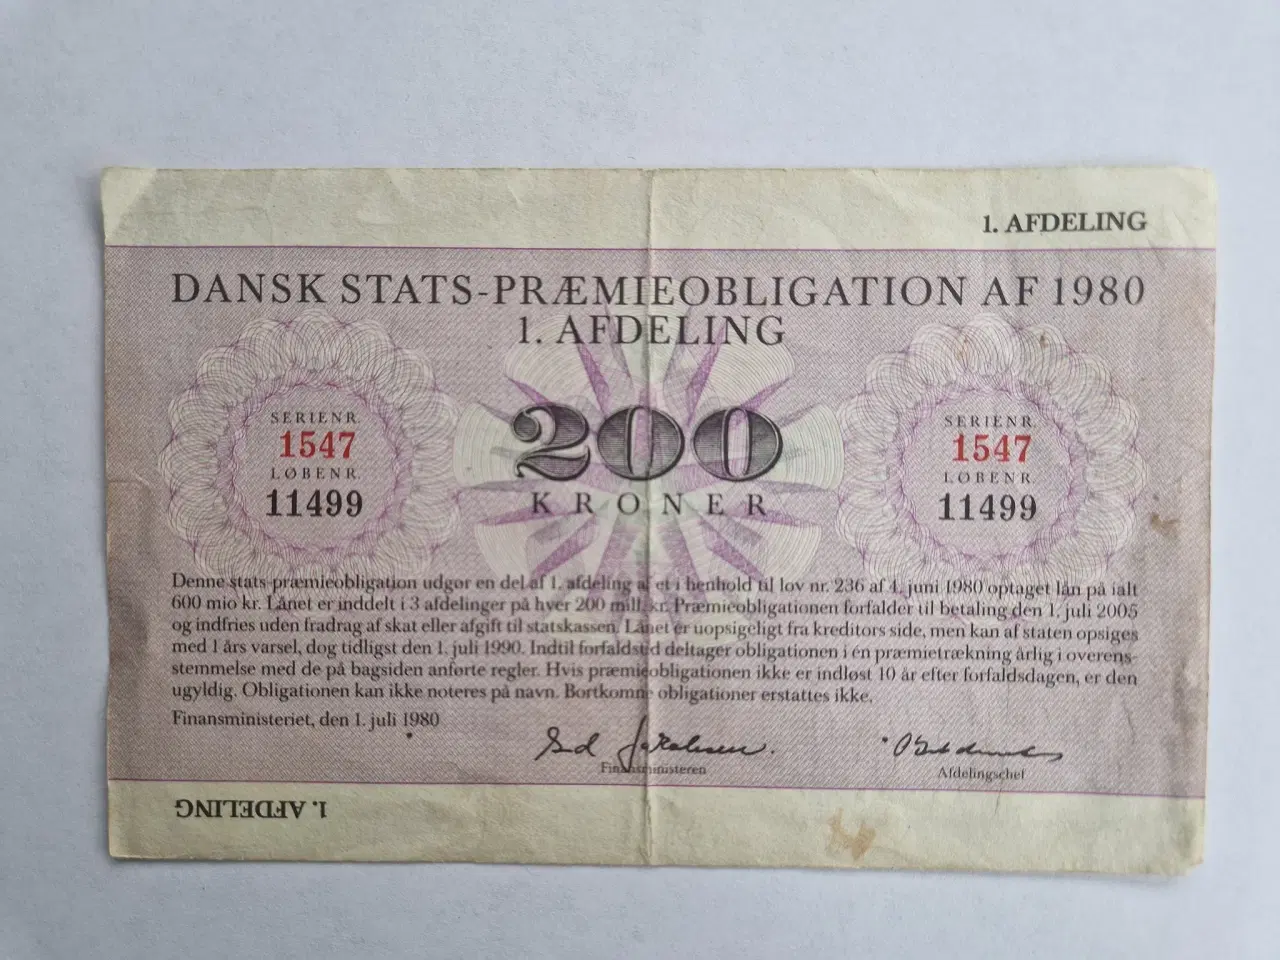 1. AFDELING
DANSK STATS-PRÆMIEOBLIGATION AF 1980
1. AFDELING
SERIENR.
1547
LØBENR.
11499
200
KRONER
SERIENR.
1547
LØBENR.
11499
Denne stats-præmieobligation udgør en del af 1. afdeling af et i henhold til lov nr. 236 af 4. juni 1980 optaget lån på ialt
600 mio kr. Lånet er inddelt i 3 afdelinger på hver 200 mill. kr. Præmieobligationen forfalder til betaling den 1. juli 2005
og indfries uden fradrag af skat eller afgift til statskassen. Lånet er uopsigeligt fra kreditors side, men kan af staten opsiges
med 1 års varsel, dog tidligst den 1. juli 1990. Indtil forfaldstid deltager obligationen i én præmietrækning årlig i overens-
stemmelse med de på bagsiden anførte regler. Hvis præmieobligationen ikke er indløst 10 år efter forfaldsdagen, er den
ugyldig. Obligationen kan ikke noteres på navn. Bortkomne obligationer erstattes ikke.
Finansministeriet, den 1. juli 1980
Finansministeren
Afdelingschef
1. AFDELING